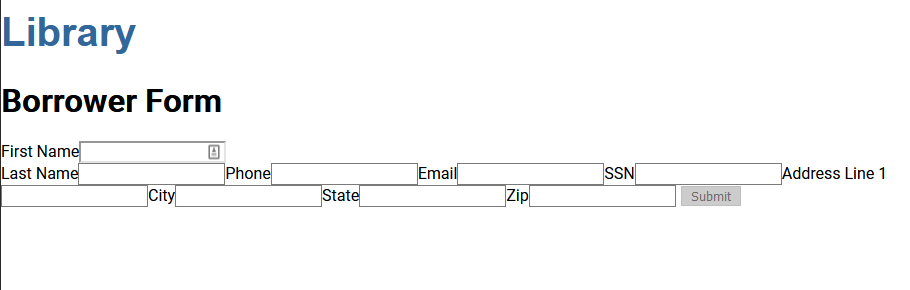 Library
Borrower Form
First Name
Last Name Phone Email SSN Address Line 1
City State Zip Submit